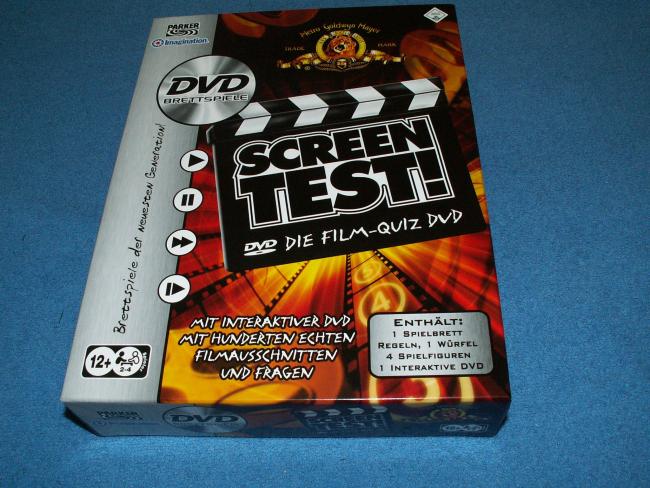 PARKER
Imagination
Metro Goldwyn Mayer
TRADE MARK
DVD
BRETTSPIELE
Brettspiele der neuesten Generation!
SCREEN
TEST!
DVD DIE FILM-QUIZ DVD
MIT INTERAKTIVER DVD
MIT HUNDERTEN ECHTEN
FILMAUSSCHNITTEN
UND FRAGEN
ENTHÄLT:
1 SPIELBRETT
REGELN, 1 WÜRFEL
4 SPIELFIGUREN
1 INTERAKTIVE DVD
12+
2-4
PARKER
DVD
SCREEN
TEST!